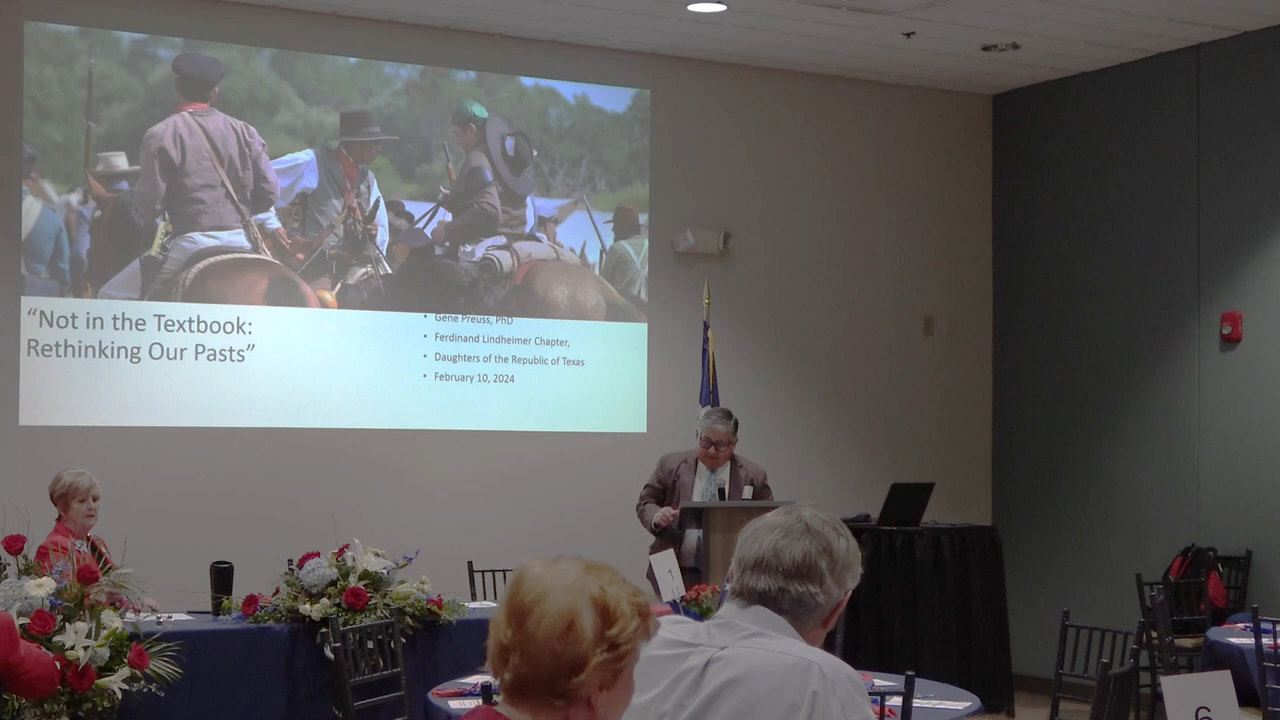 “Not in the Textbook:
Rethinking Our Pasts”
• Gene Preuss, PhD
• Ferdinand Lindheimer Chapter,
• Daughters of the Republic of Texas
• February 10, 2024
1
6